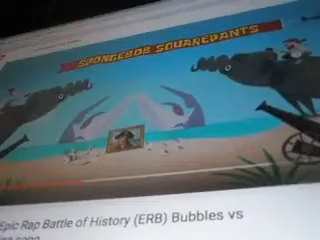 SPONGEBOB SQUAREPANTS
Epic Rap Battle of History (ERB) Bubbles vs